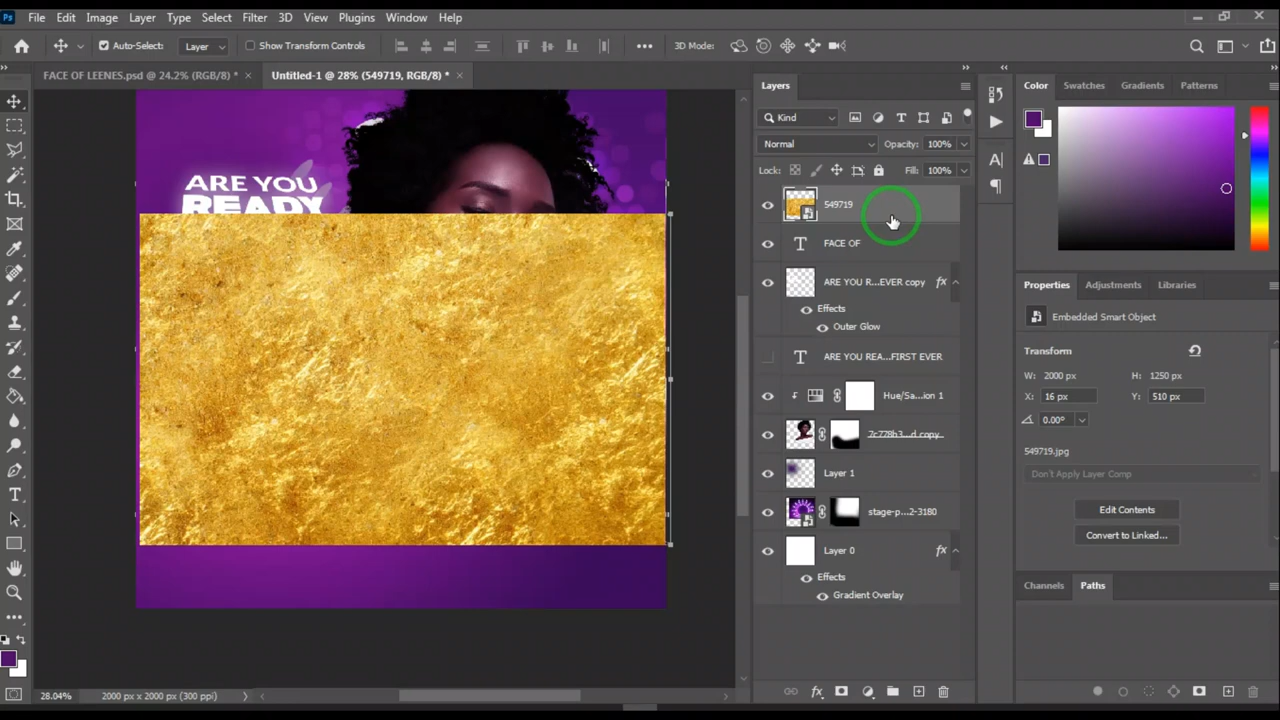 Ps File Edit Image Layer Type Select Filter 3D View Plugins Window Help
Auto-Select: Layer Show Transform Controls 3D Mode:
FACE OF LEENES.psd @ 24.2% (RGB/8) * × Untitled-1 @ 28% (549719, RGB/8) * ×
ARE YOU
READY
Layers
Kind
Normal Opacity: 100%
Lock: Fill: 100%
549719
T FACE OF
ARE YOU R...EVER copy fx
Effects
Outer Glow
T ARE YOU REA...FIRST EVER
Hue/Sa...ion 1
7c778b3...d copy
Layer 1
stage-p...2-3180
Layer 0 fx
Effects
Gradient Overlay
Color Swatches Gradients Patterns
Properties Adjustments Libraries
Embedded Smart Object
Transform
W: 2000 px H: 1250 px
X: 16 px Y: 510 px
0.00°
549719.jpg
Don't Apply Layer Comp
Edit Contents
Convert to Linked...
Channels Paths
28.04% 2000 px x 2000 px (300 ppi)